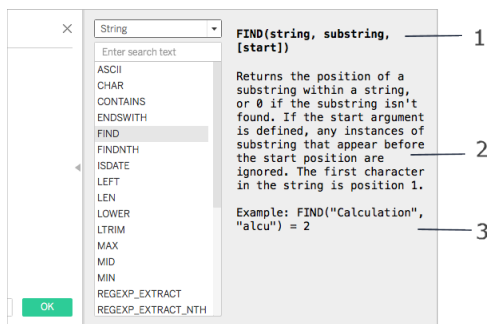 String
Enter search text
ASCII
CHAR
CONTAINS
ENDSWITH
FIND
FINDNTH
ISDATE
LEFT
LEN
LOWER
LTRIM
MAX
MID
MIN
REGEXP_EXTRACT
REGEXP_EXTRACT_NTH
OK
FIND(string, substring,
[start])
1
Returns the position of a
substring within a string,
or 0 if the substring isn't
found. If the start argument
is defined, any instances of
substring that appear before
the start position are
ignored. The first character
in the string is position 1.
2
Example: FIND("Calculation",
"alcu") = 2
3